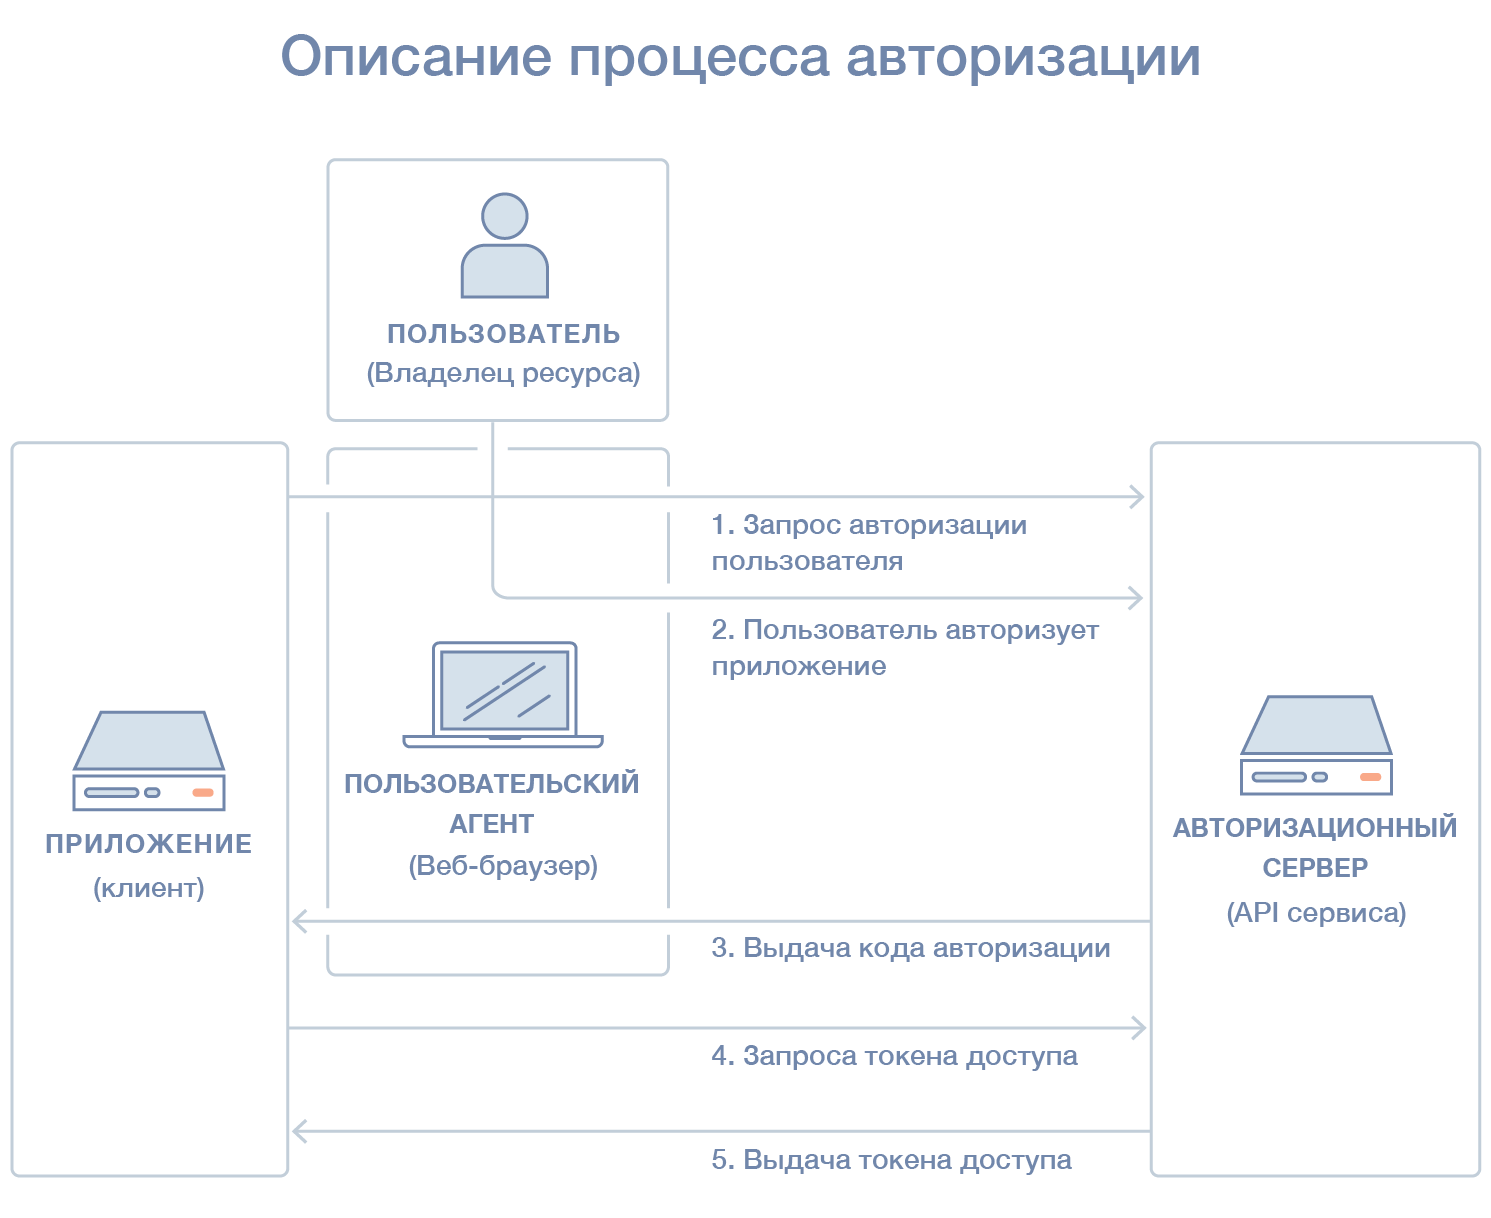 Описание процесса авторизации
ПОЛЬЗОВАТЕЛЬ
(Владелец ресурса)
1. Запрос авторизации
пользователя
2. Пользователь авторизует
приложение
ПОЛЬЗОВАТЕЛЬСКИЙ
АГЕНТ
(Веб-браузер)
ПРИЛОЖЕНИЕ
(клиент)
АВТОРИЗАЦИОННЫЙ
СЕРВЕР
(API сервиса)
3. Выдача кода авторизации
4. Запроса токена доступа
5. Выдача токена доступа